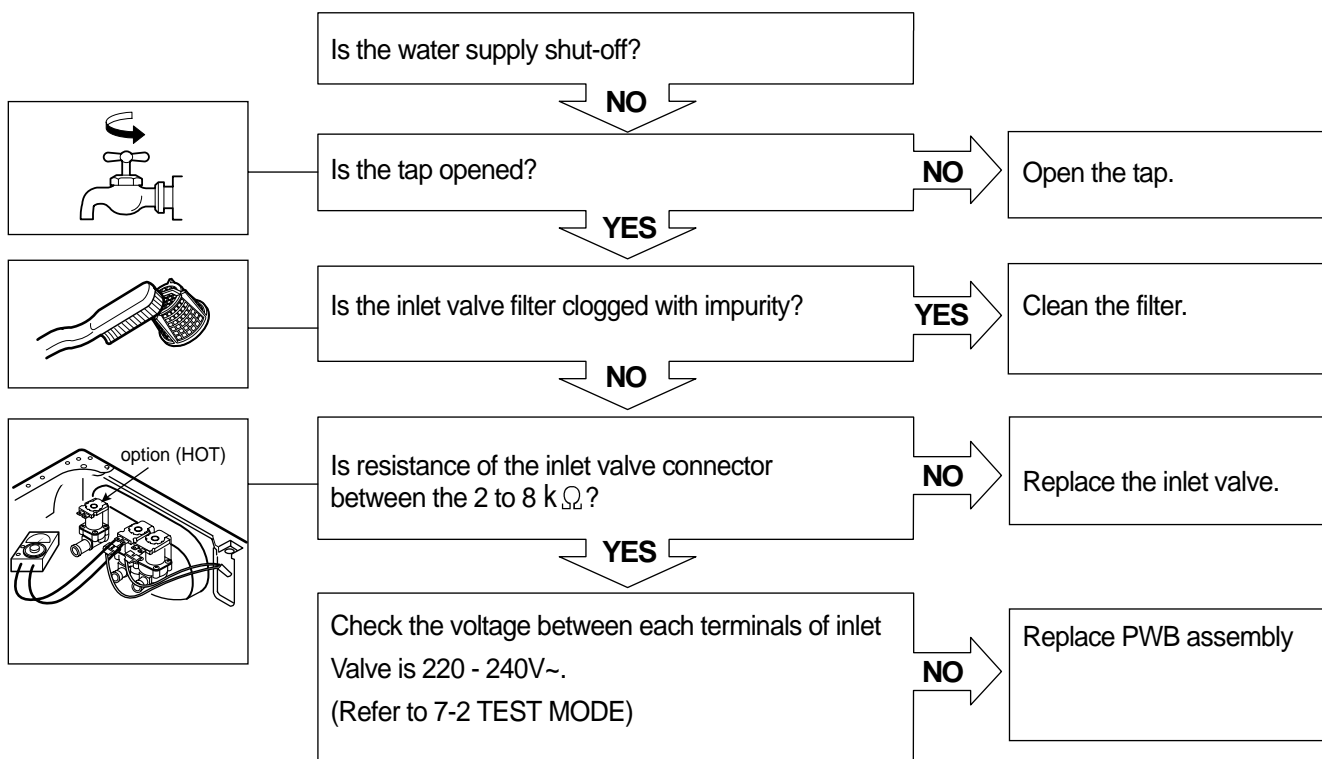 Is the water supply shut-off?
NO
Is the tap opened?
NO
Open the tap.
YES
Is the inlet valve filter clogged with impurity?
YES
Clean the filter.
NO
option (HOT)
Is resistance of the inlet valve connector
between the 2 to 8 k Ω?
NO
Replace the inlet valve.
YES
Check the voltage between each terminals of inlet
Valve is 220 - 240V~.
(Refer to 7-2 TEST MODE)
NO
Replace PWB assembly